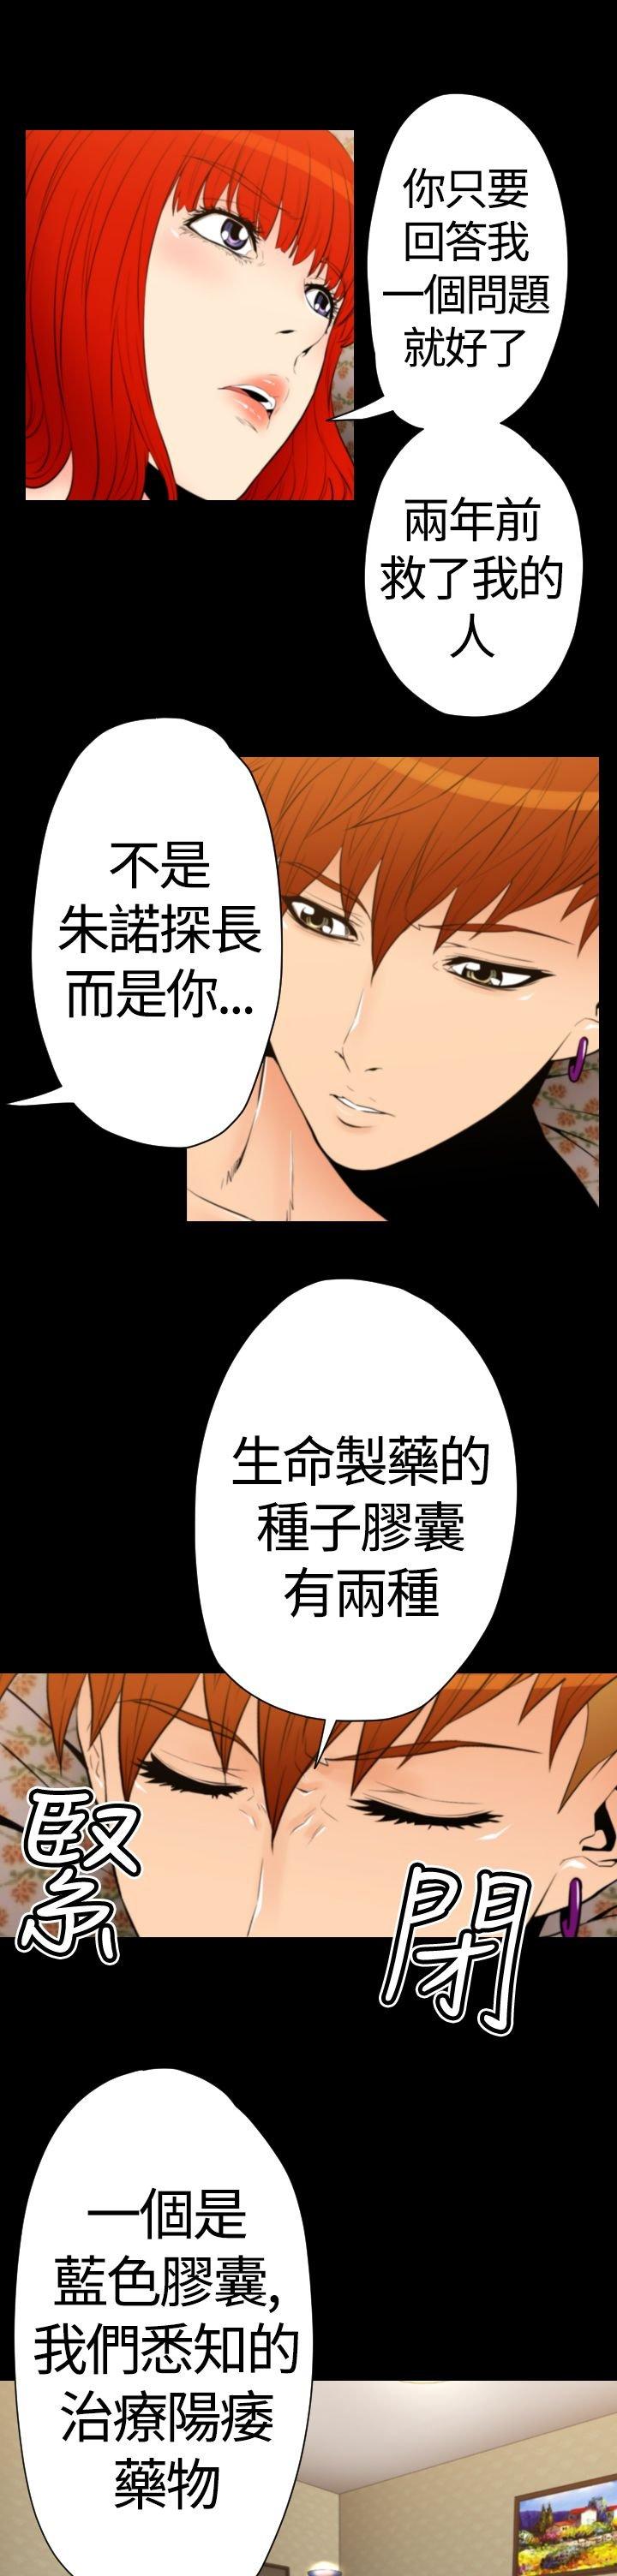 你只要
回答我
一個問題
就好了
兩年前
救了我的
人
不是
朱諾探長
而是你...
生命製藥的
種子膠囊
有兩種
緊
閉
一個是
藍色膠囊,
我們悉知的
治療陽痿
藥物